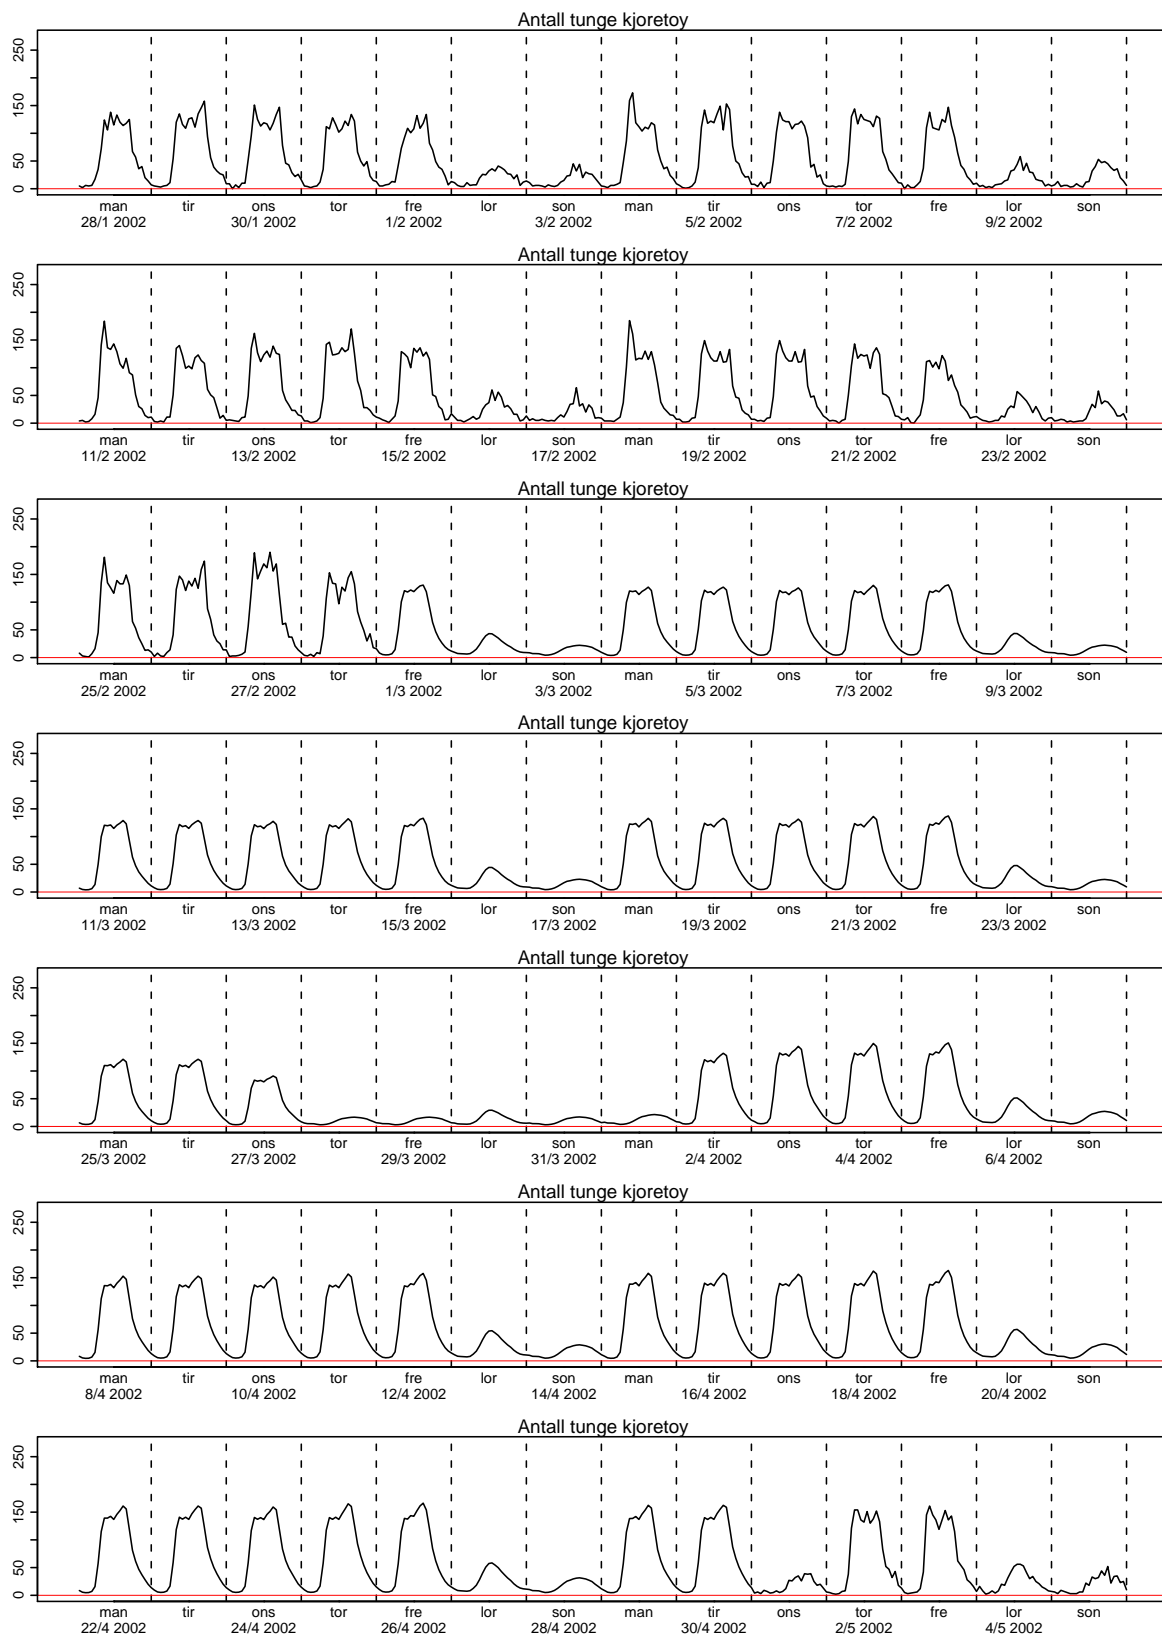 Antall tunge kjoretoy
250
150
50
0
man tir ons tor fre lor son man tir ons tor fre lor son
28/1 2002 30/1 2002 1/2 2002 3/2 2002 5/2 2002 7/2 2002 9/2 2002
Antall tunge kjoretoy
250
150
50
0
man tir ons tor fre lor son man tir ons tor fre lor son
11/2 2002 13/2 2002 15/2 2002 17/2 2002 19/2 2002 21/2 2002 23/2 2002
Antall tunge kjoretoy
250
150
50
0
man tir ons tor fre lor son man tir ons tor fre lor son
25/2 2002 27/2 2002 1/3 2002 3/3 2002 5/3 2002 7/3 2002 9/3 2002
Antall tunge kjoretoy
250
150
50
0
man tir ons tor fre lor son man tir ons tor fre lor son
11/3 2002 13/3 2002 15/3 2002 17/3 2002 19/3 2002 21/3 2002 23/3 2002
Antall tunge kjoretoy
250
150
50
0
man tir ons tor fre lor son man tir ons tor fre lor son
25/3 2002 27/3 2002 29/3 2002 31/3 2002 2/4 2002 4/4 2002 6/4 2002
Antall tunge kjoretoy
250
150
50
0
man tir ons tor fre lor son man tir ons tor fre lor son
8/4 2002 10/4 2002 12/4 2002 14/4 2002 16/4 2002 18/4 2002 20/4 2002
Antall tunge kjoretoy
250
150
50
0
man tir ons tor fre lor son man tir ons tor fre lor son
22/4 2002 24/4 2002 26/4 2002 28/4 2002 30/4 2002 2/5 2002 4/5 2002